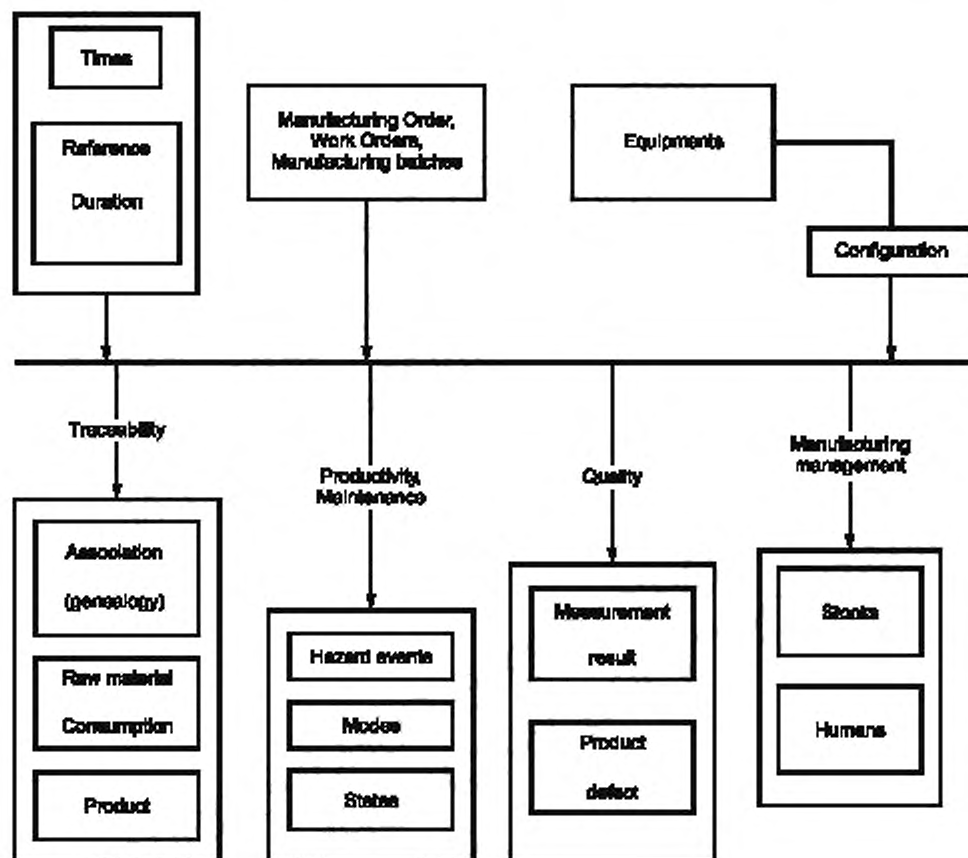 Times
Reference
Duration
Manufacturing Order,
Work Orders,
Manufacturing batches
Equipments
Configuration
Traceability
Productivity,
Maintenance
Quality
Manufacturing
management
Association
(genealogy)
Raw material
Consumption
Product
Hazard events
Modes
States
Measurement
result
Product
defect
Stocks
Humans